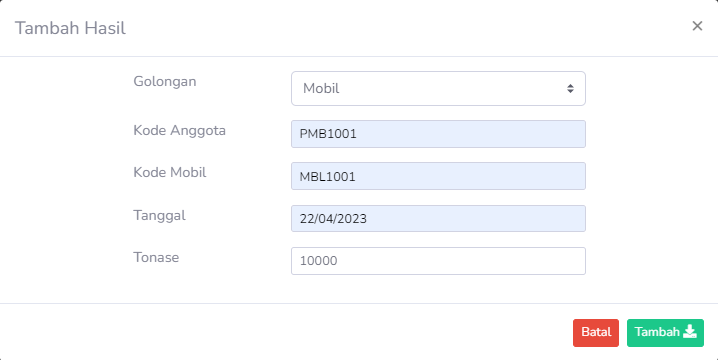 Tambah Hasil ×
Golongan Mobil
Kode Anggota PMB1001
Kode Mobil MBL1001
Tanggal 22/04/2023
Tonase 10000
Batal Tambah